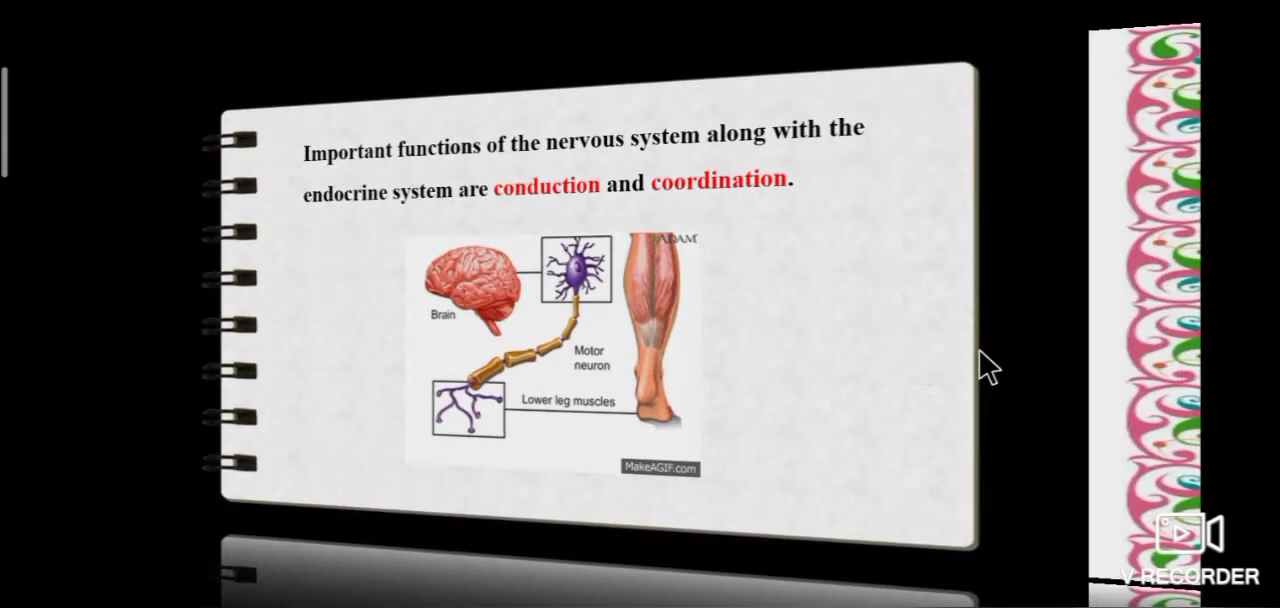 Important functions of the nervous system along with the
endocrine system are conduction and coordination.
ADAM
Brain
Motor
neuron
Lower leg muscles
MakeAGIF.com
V RECORDER